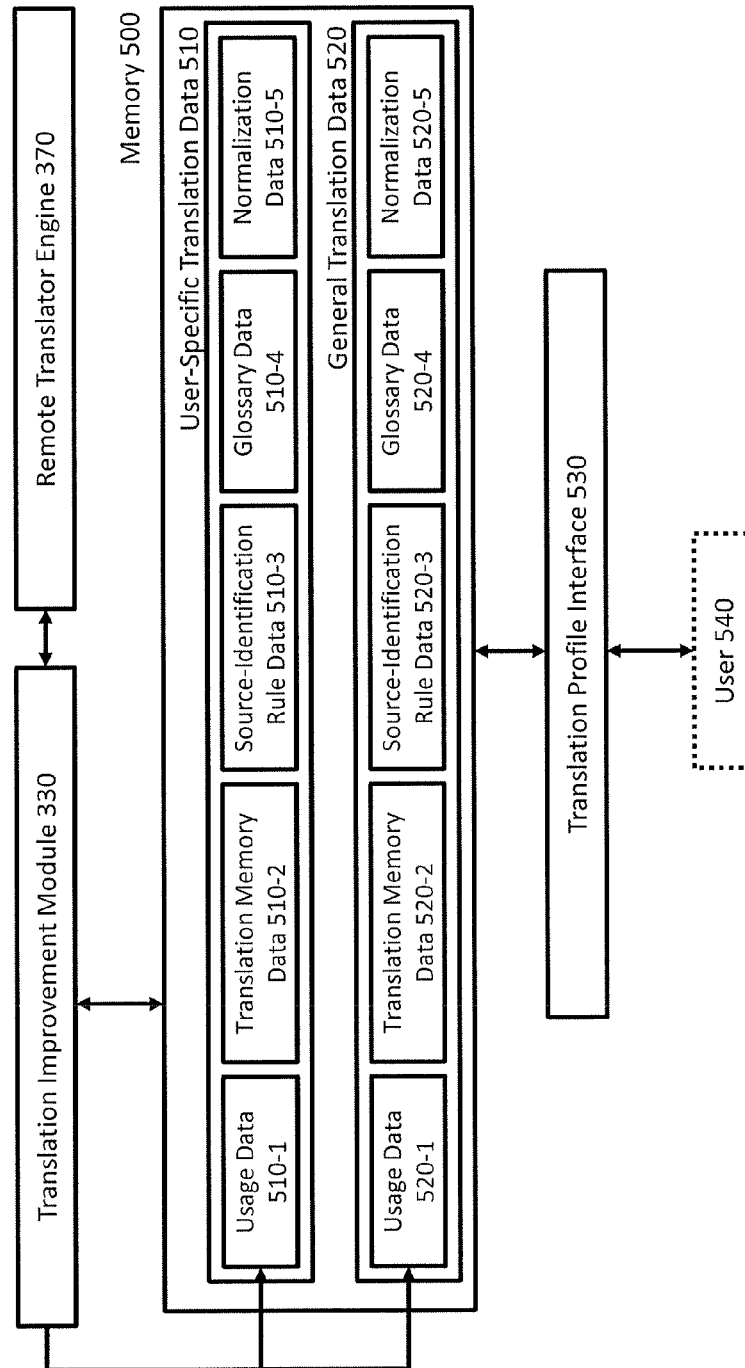 Translation Improvement Module 330
Remote Translator Engine 370
Memory 500
User-Specific Translation Data 510
Usage Data
510-1
Translation Memory
Data 510-2
Source-Identification
Rule Data 510-3
Glossary Data
510-4
Normalization
Data 510-5
General Translation Data 520
Usage Data
520-1
Translation Memory
Data 520-2
Source-Identification
Rule Data 520-3
Glossary Data
520-4
Normalization
Data 520-5
Translation Profile Interface 530
User 540